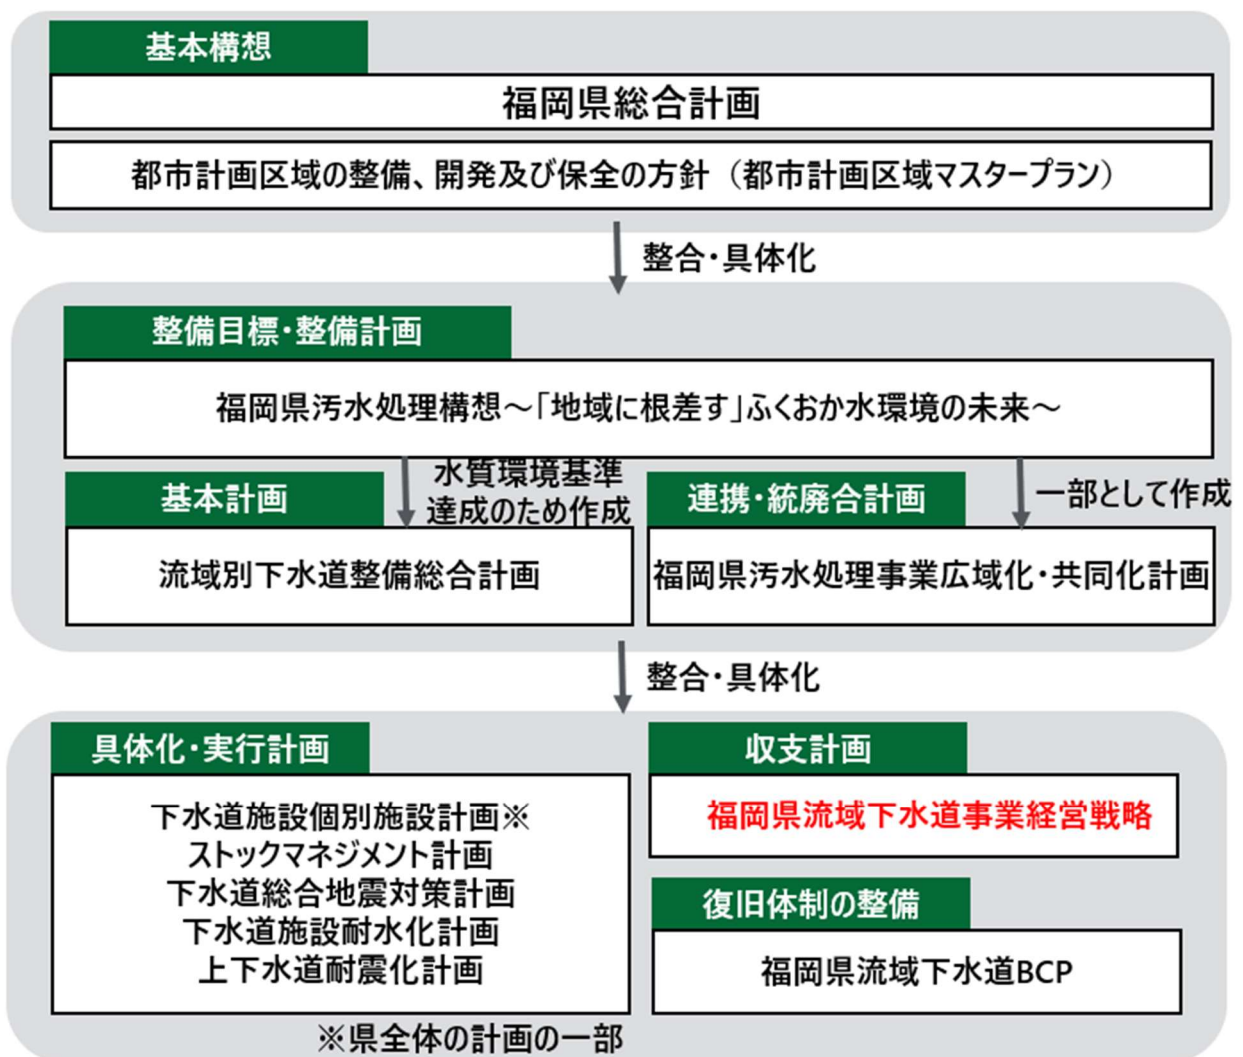 基本構想
福岡県総合計画
都市計画区域の整備、開発及び保全の方針（都市計画区域マスタープラン）
整合・具体化
整備目標・整備計画
福岡県汚水処理構想～「地域に根差す」ふくおか水環境の未来～
水質環境基準
達成のため作成
基本計画
流域別下水道整備総合計画
一部として作成
連携・統廃合計画
福岡県汚水処理事業広域化・共同化計画
整合・具体化
具体化・実行計画
下水道施設個別施設計画※
ストックマネジメント計画
下水道総合地震対策計画
下水道施設耐水化計画
上下水道耐震化計画
※県全体の計画の一部
収支計画
福岡県流域下水道事業経営戦略
復旧体制の整備
福岡県流域下水道BCP